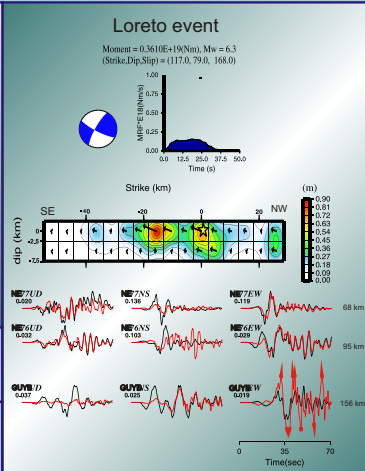 Loreto event
Moment = 0.3610E+19(Nm), Mw = 6.3
(Strike,Dip,Slip) = (117.0, 79.0, 168.0)
MRF*E18(Nm/s)
1.00
0.75
0.50
0.25
0.00
0.0 12.5 25.0 37.5 50.0
Time (s)
Strike (km)
SE -40 -20 0 20 NW
dip (km)
0
-2.5
-7.5
(m)
0.90
0.81
0.72
0.63
0.54
0.45
0.36
0.27
0.18
0.09
0.00
NE77UD NE77NS NE77EW
0.020 0.136 0.119
68 km
NE76UD NE76NS NE76EW
0.032 0.103 0.029
95 km
GUYBUD GUYBNS GUYBEW
0.037 0.025 0.019
156 km
0 35 70
Time(sec)